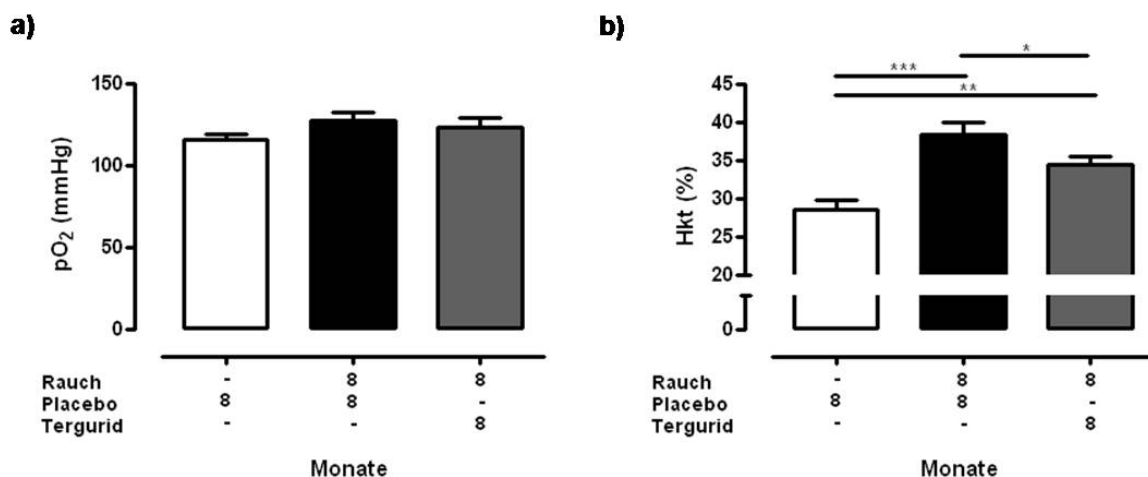 a)
150
100
50
0
pO2 (mmHg)
Rauch - 8 8
Placebo 8 8 -
Tergurid - - 8
Monate
b)
*
***
**
45
40
35
30
25
20
0
Hkt (%)
Rauch - 8 8
Placebo 8 8 -
Tergurid - - 8
Monate